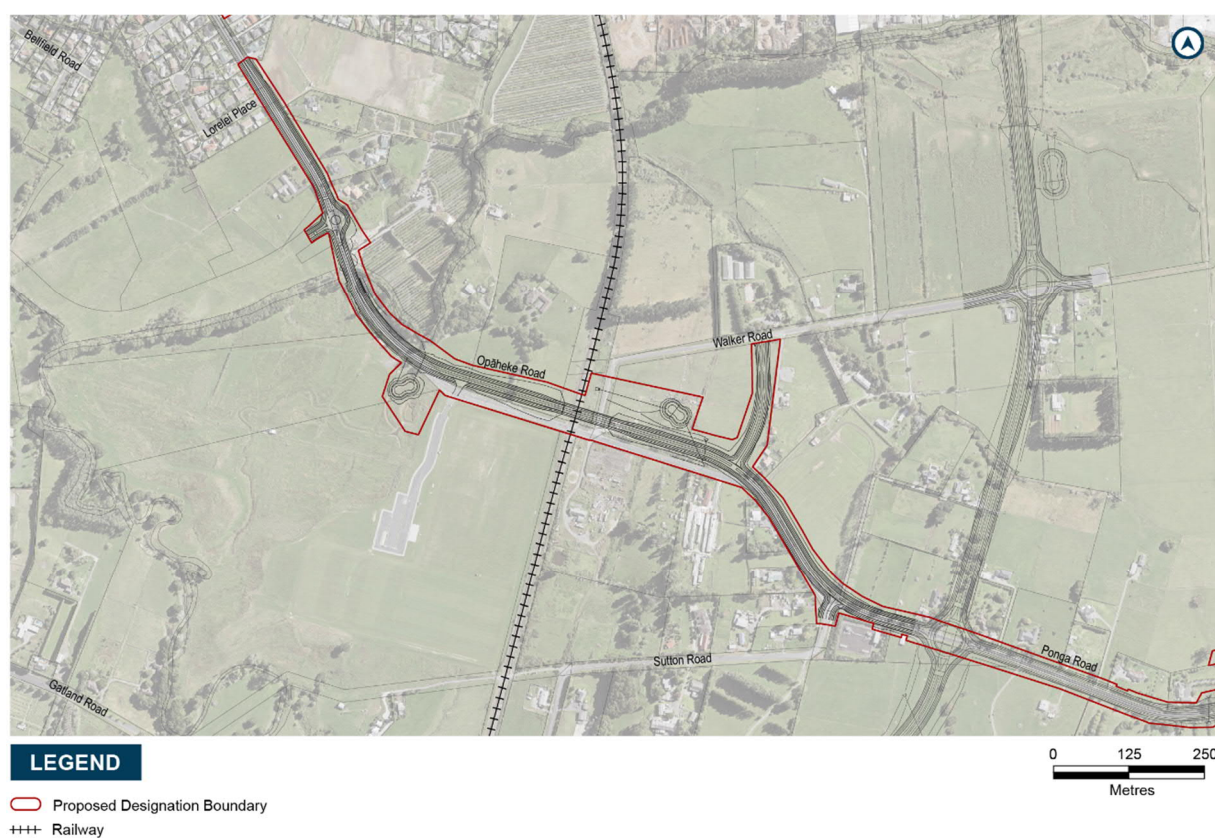 Bellfield Road
Lorelei Place
Opāheke Road
Walker Road
Sutton Road
Ponga Road
Gatland Road
LEGEND
Proposed Designation Boundary
Railway
0 125 250
Metres